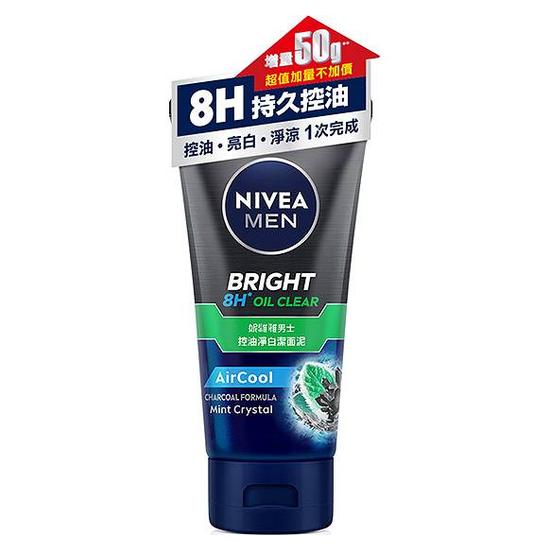 增量50g**
超值加量不加價
8H 持久控油
控油・亮白・淨涼 1次完成
NIVEA
MEN
BRIGHT
8H* OIL CLEAR
妮維雅男士
控油淨白潔面泥
AirCool
CHARCOAL FORMULA
Mint Crystal